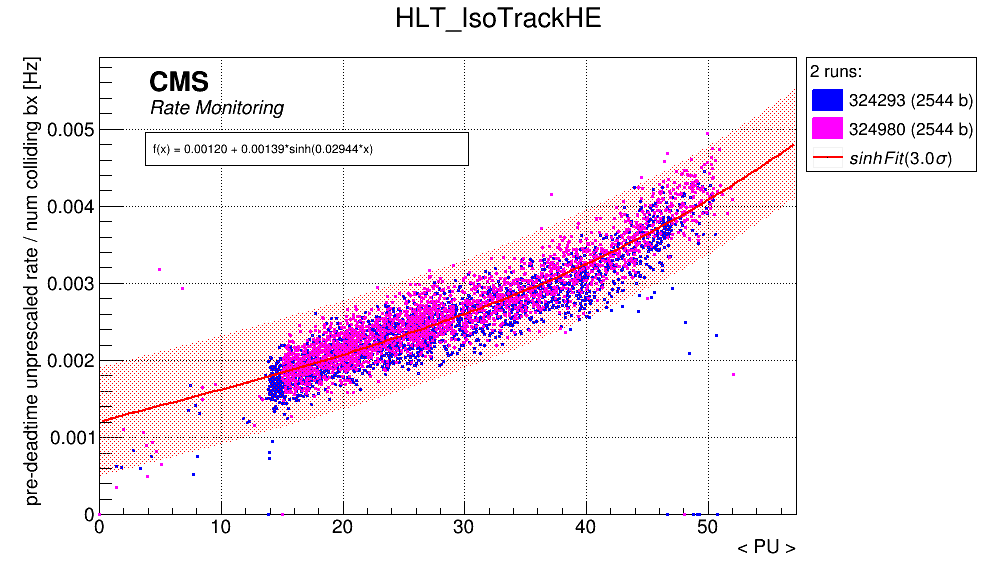 HLT_IsoTrackHE
pre-deadtime unprescaled rate / num colliding bx [Hz]
CMS
Rate Monitoring
f(x) = 0.00120 + 0.00139*sinh(0.02944*x)
2 runs:
324293 (2544 b)
324980 (2544 b)
sinhFit(3.0σ)
0.005
0.004
0.003
0.002
0.001
0
0 10 20 30 40 50
< PU >